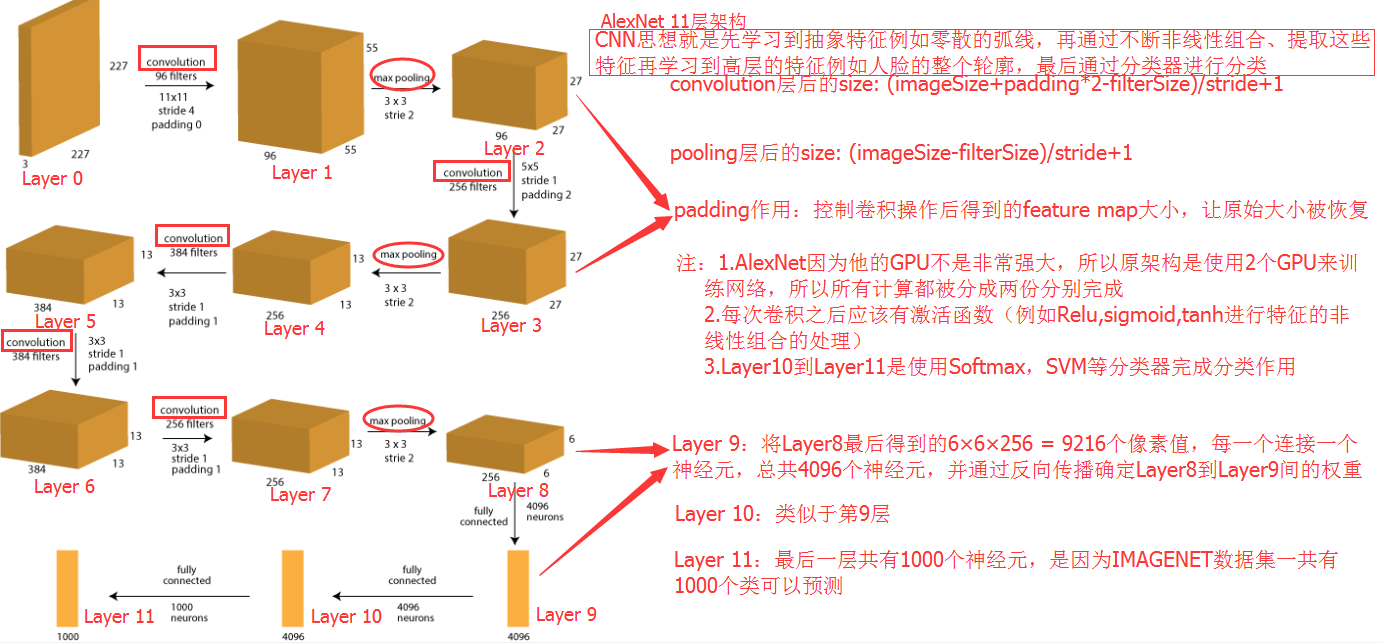 AlexNet 11层架构
CNN思想就是先学习到抽象特征例如零散的弧线，再通过不断非线性组合、提取这些
特征再学习到高层的特征例如人脸的整个轮廓，最后通过分类器进行分类
convolution层后的size: (imageSize+padding*2-filterSize)/stride+1
pooling层后的size: (imageSize-filterSize)/stride+1
padding作用：控制卷积操作后得到的feature map大小，让原始大小被恢复
注：1.AlexNet因为他的GPU不是非常强大，所以原架构是使用2个GPU来训
练网络，所以所有计算都被分成两份分别完成
2.每次卷积之后应该有激活函数（例如Relu,sigmoid,tanh进行特征的非
线性组合的处理）
3.Layer10到Layer11是使用Softmax，SVM等分类器完成分类作用
Layer 9：将Layer8最后得到的6×6×256 = 9216个像素值，每一个连接一个
神经元，总共4096个神经元，并通过反向传播确定Layer8到Layer9间的权重
Layer 10：类似于第9层
Layer 11：最后一层共有1000个神经元，是因为IMAGENET数据集一共有
1000个类可以预测
227
227
3
Layer 0
convolution
96 filters
11x11
stride 4
padding 0
55
55
96
Layer 1
max pooling
3 x 3
strie 2
27
27
96
Layer 2
convolution
256 filters
5x5
stride 1
padding 2
27
27
256
Layer 3
max pooling
3 x 3
strie 2
13
13
256
Layer 4
convolution
384 filters
3x3
stride 1
padding 1
13
13
384
Layer 5
convolution
384 filters
3x3
stride 1
padding 1
13
13
384
Layer 6
convolution
256 filters
3x3
stride 1
padding 1
13
13
256
Layer 7
max pooling
3 x 3
strie 2
6
6
256
Layer 8
fully
connected
4096
neurons
4096
Layer 9
fully
connected
4096
neurons
4096
Layer 10
fully
connected
1000
neurons
1000
Layer 11